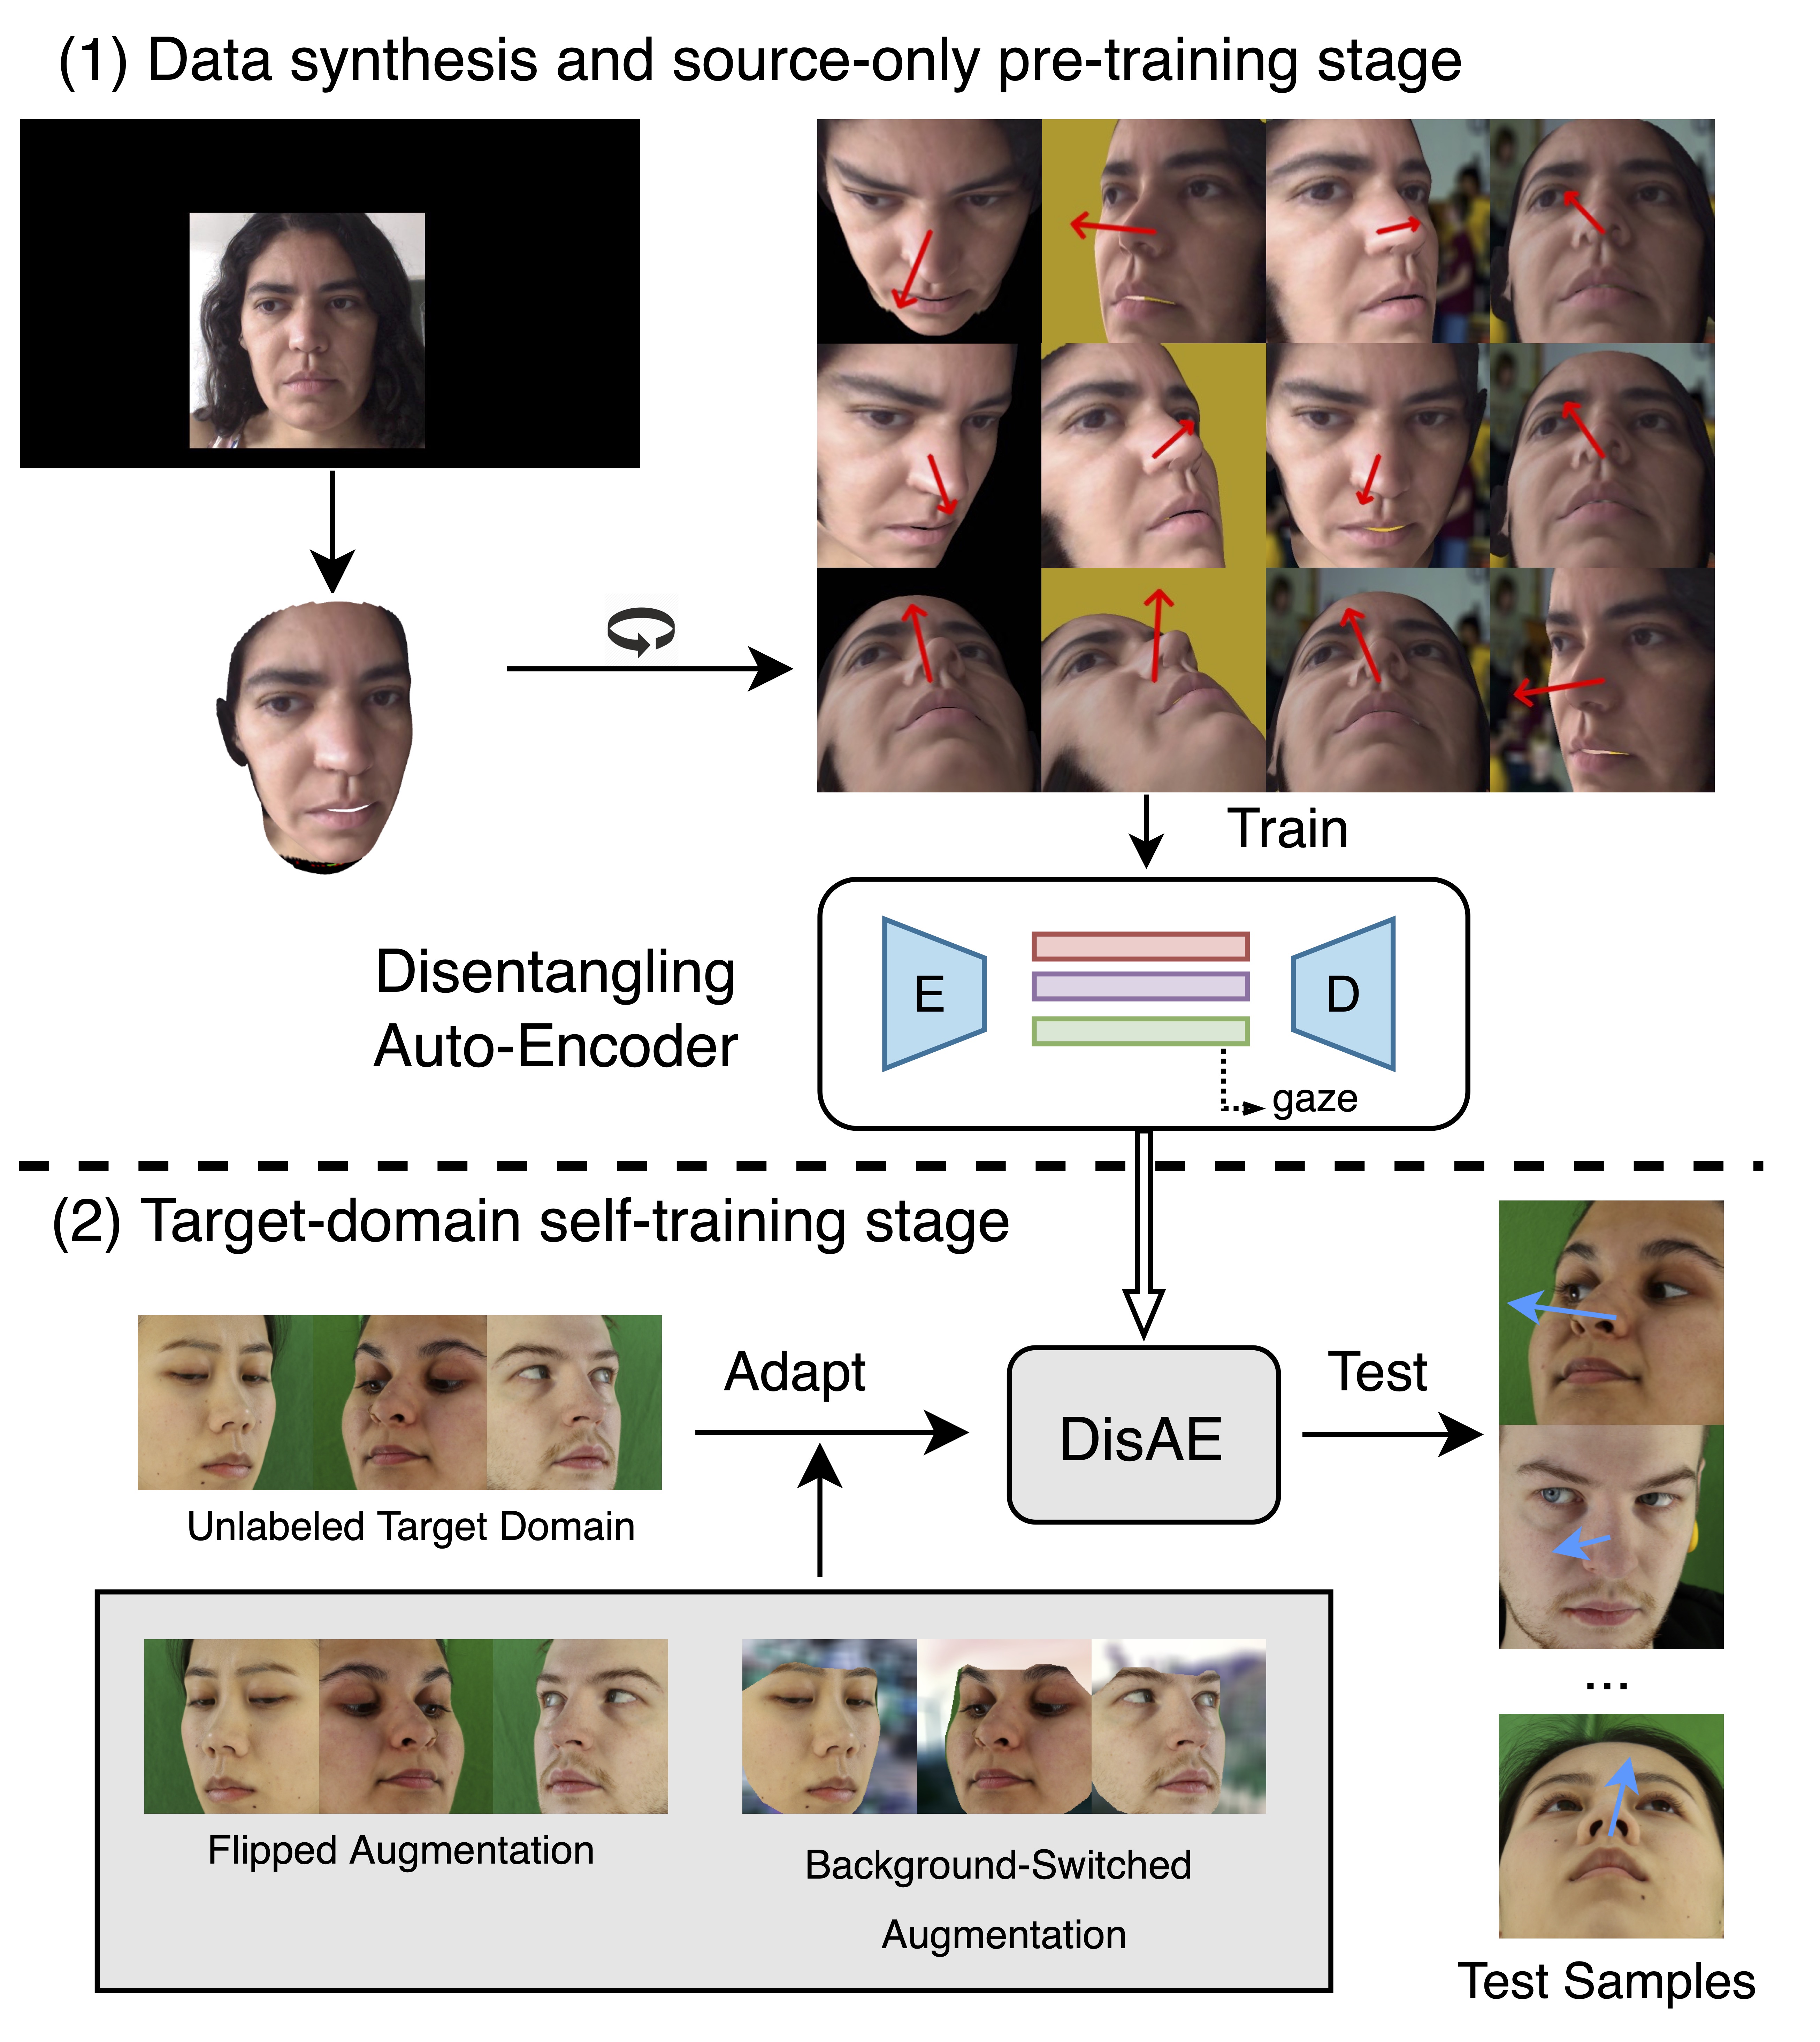 (1) Data synthesis and source-only pre-training stage
Train
Disentangling
Auto-Encoder
E
D
gaze
(2) Target-domain self-training stage
Adapt
Test
DisAE
Unlabeled Target Domain
...
Flipped Augmentation
Background-Switched
Augmentation
Test Samples